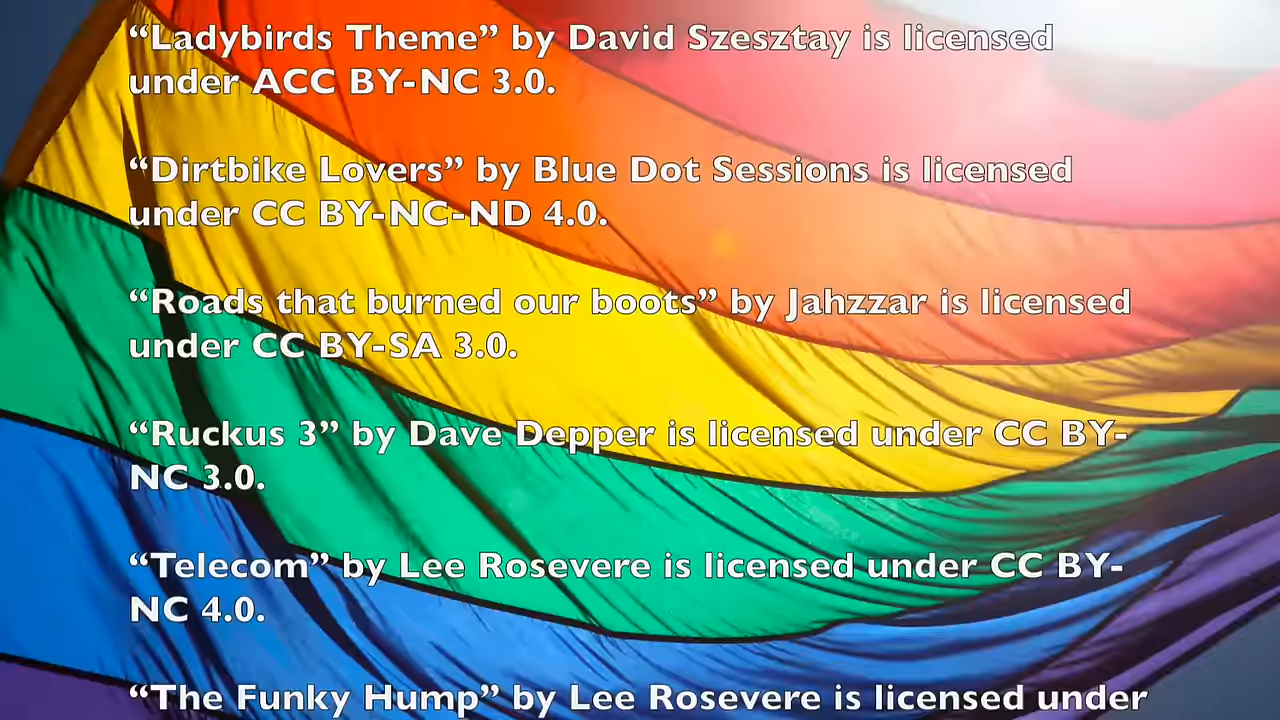 “Ladybirds Theme” by David Szesztay is licensed
under ACC BY-NC 3.0.
“Dirtbike Lovers” by Blue Dot Sessions is licensed
under CC BY-NC-ND 4.0.
“Roads that burned our boots” by Jahzzar is licensed
under CC BY-SA 3.0.
“Ruckus 3” by Dave Depper is licensed under CC BY-
NC 3.0.
“Telecom” by Lee Rosevere is licensed under CC BY-
NC 4.0.
“The Funky Hump” by Lee Rosevere is licensed under